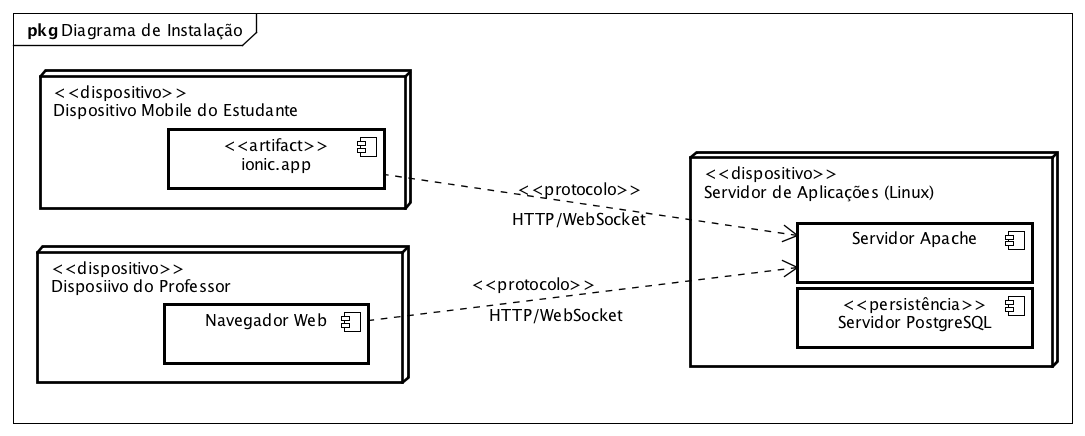 pkg Diagrama de Instalação
<<dispositivo>>
Dispositivo Mobile do Estudante
<<artifact>>
ionic.app
<<protocolo>>
HTTP/WebSocket
<<dispositivo>>
Disposiivo do Professor
Navegador Web
<<protocolo>>
HTTP/WebSocket
<<dispositivo>>
Servidor de Aplicações (Linux)
Servidor Apache
<<persistência>>
Servidor PostgreSQL